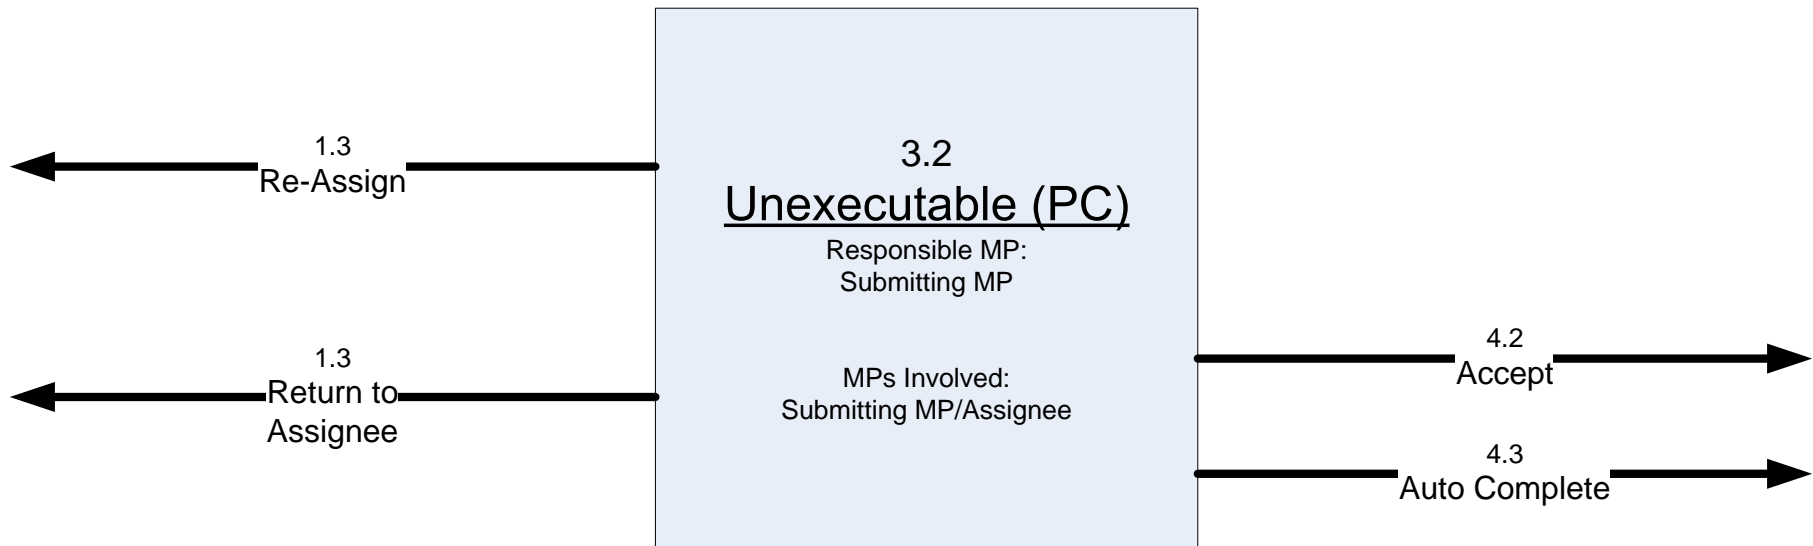 1.3
Re-Assign
1.3
Return to
Assignee
3.2
Unexecutable (PC)
Responsible MP:
Submitting MP
MPs Involved:
Submitting MP/Assignee
4.2
Accept
4.3
Auto Complete